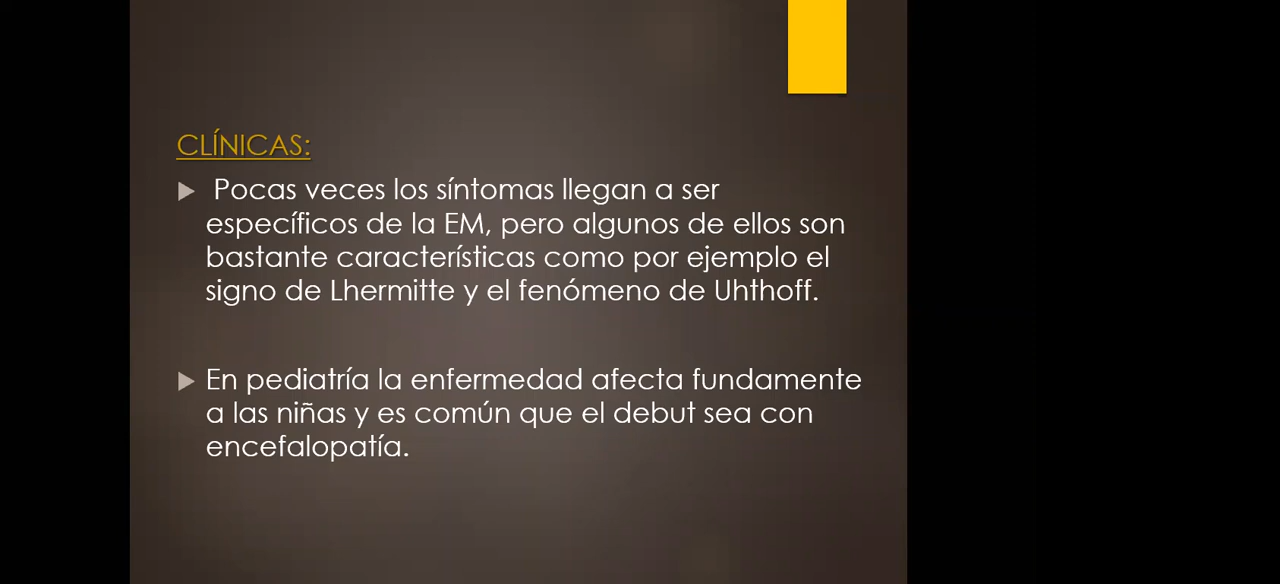 CLÍNICAS:
Pocas veces los síntomas llegan a ser
específicos de la EM, pero algunos de ellos son
bastante características como por ejemplo el
signo de Lhermitte y el fenómeno de Uhthoff.
En pediatría la enfermedad afecta fundamente
a las niñas y es común que el debut sea con
encefalopatía.